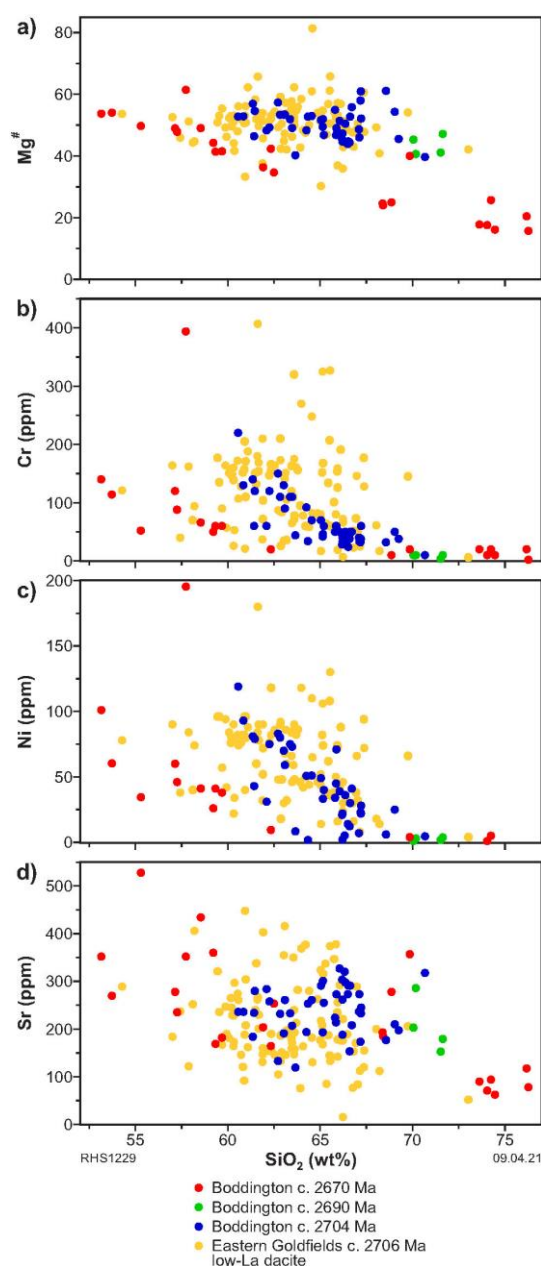 a)
80
60
40
20
0
Mg#
b)
400
300
200
100
0
Cr (ppm)
c)
200
150
100
50
0
Ni (ppm)
d)
500
400
300
200
100
0
Sr (ppm)
55 60 65 70 75
RHS1229 SiO2 (wt%) 09.04.21
Boddington c. 2670 Ma
Boddington c. 2690 Ma
Boddington c. 2704 Ma
Eastern Goldfields c. 2706 Ma
low-La dacite